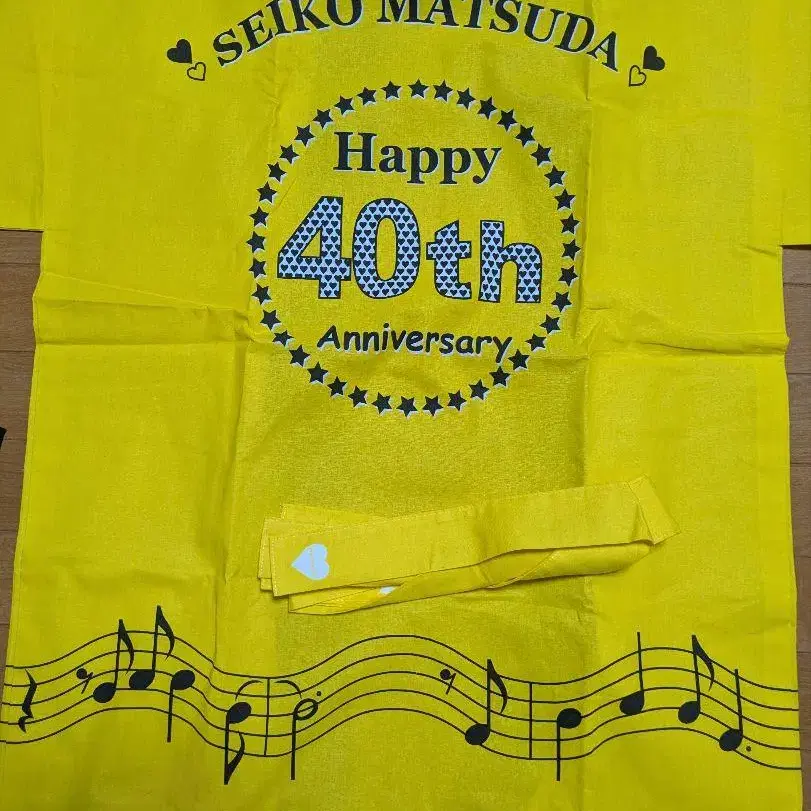 SEIKO MATSUDA
Happy
40th
Anniversary